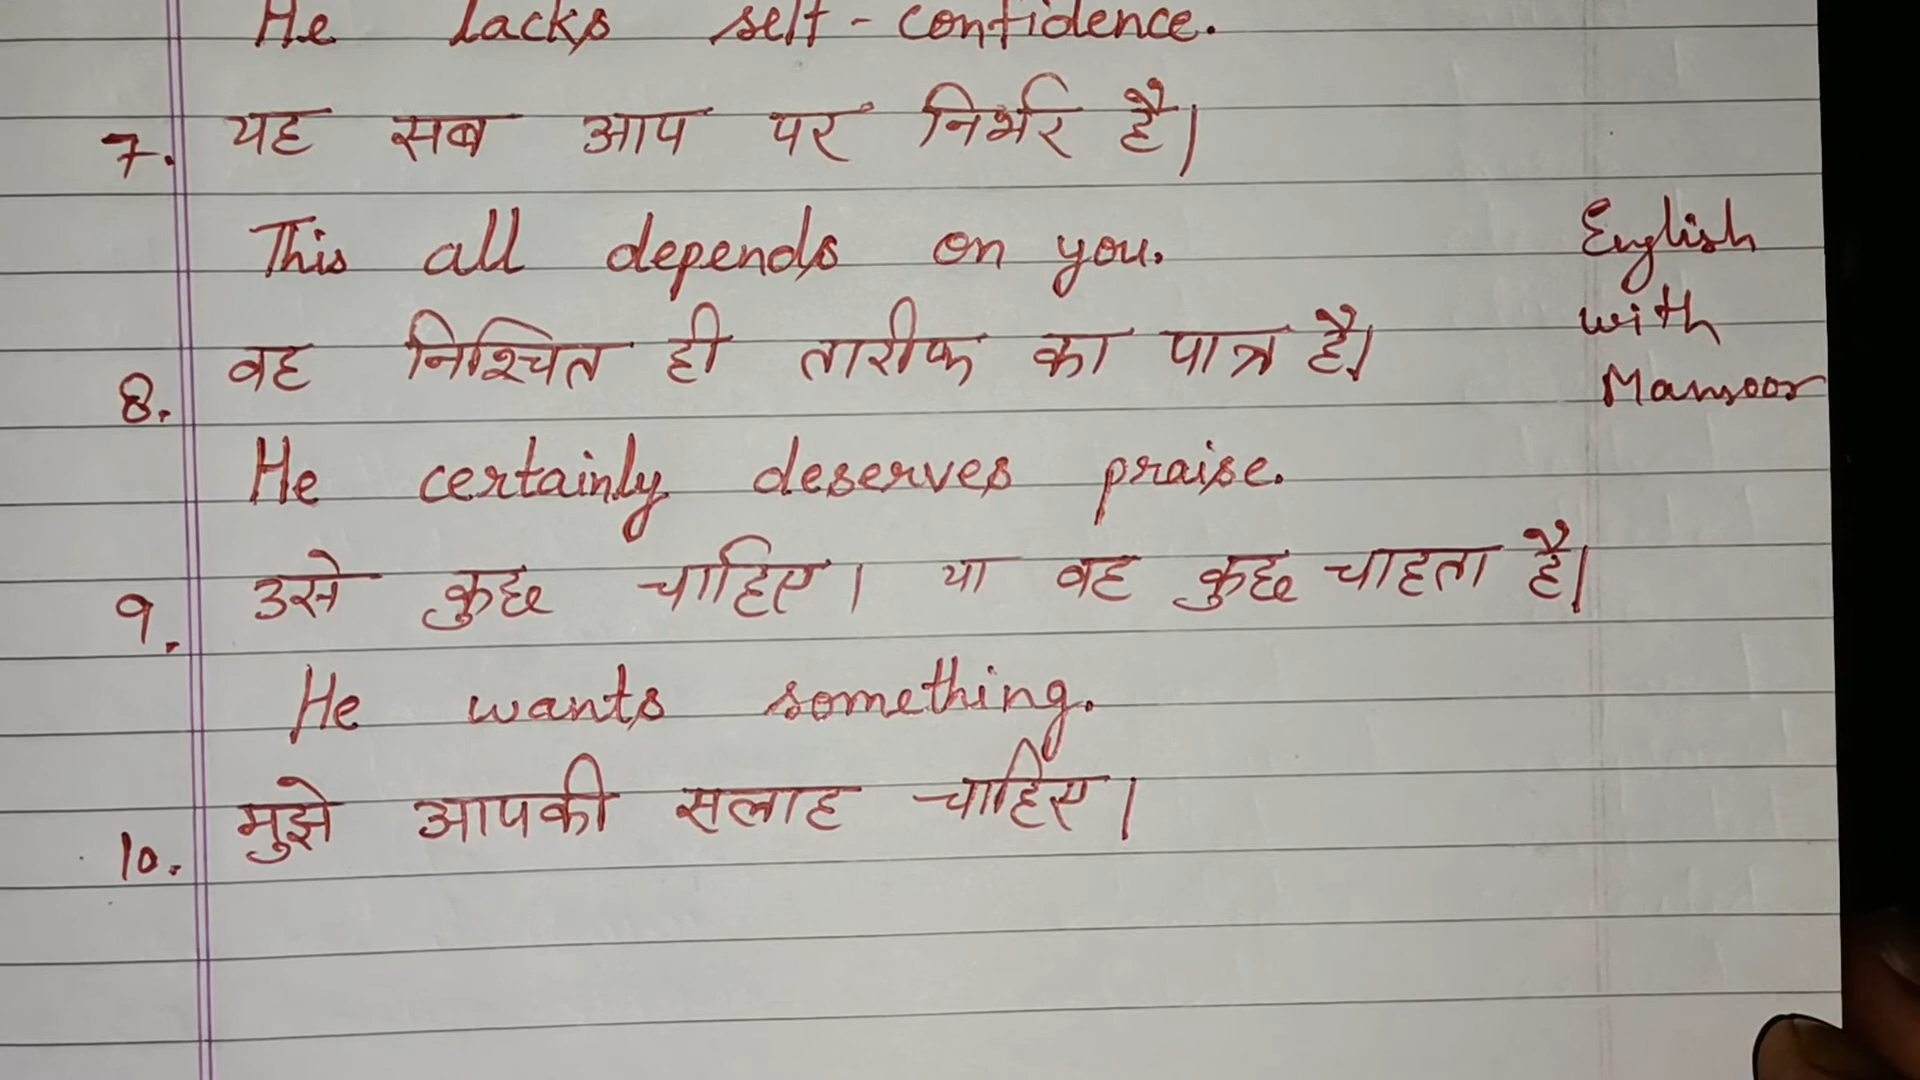 He lacks self-confidence.
7. यह सब आप पर निर्भर है।
This all depends on you.
8. वह निश्चित ही तारीफ का पात्र है।
He certainly deserves praise.
9. उसे कुछ चाहिए। या वह कुछ चाहता है।
He wants something.
10. मुझे आपकी सलाह चाहिए।
English
with
Mansoor